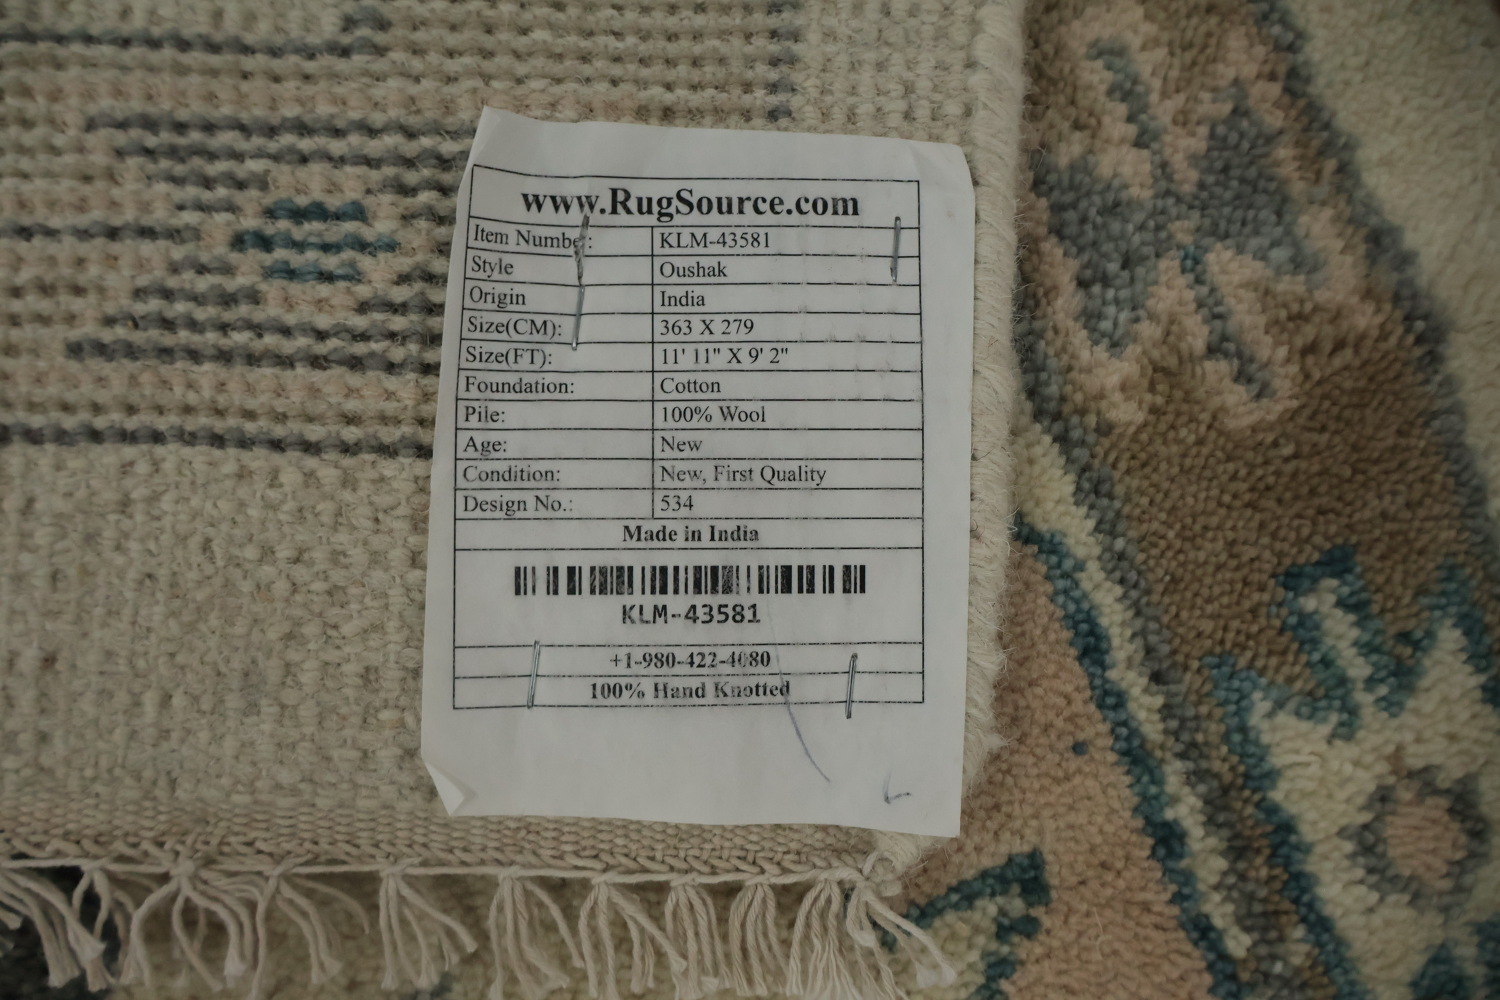 www.RugSource.com
Item Number: KLM-43581
Style Oushak
Origin India
Size(CM): 363 X 279
Size(FT): 11' 11" X 9' 2"
Foundation: Cotton
Pile: 100% Wool
Age: New
Condition: New, First Quality
Design No.: 534
Made in India
KLM-43581
+1-980-422-4080
100% Hand Knotted